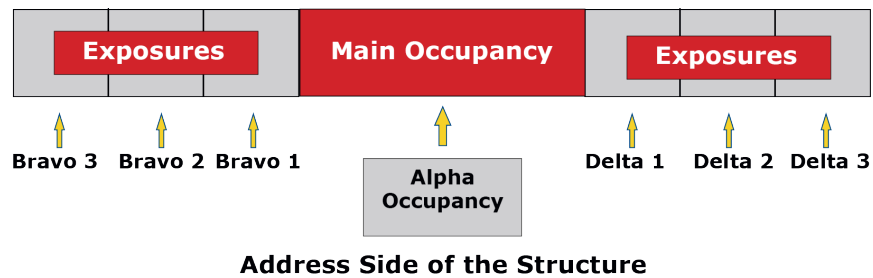 Exposures
Main Occupancy
Exposures
Bravo 3
Bravo 2
Bravo 1
Delta 1
Delta 2
Delta 3
Alpha
Occupancy
Address Side of the Structure